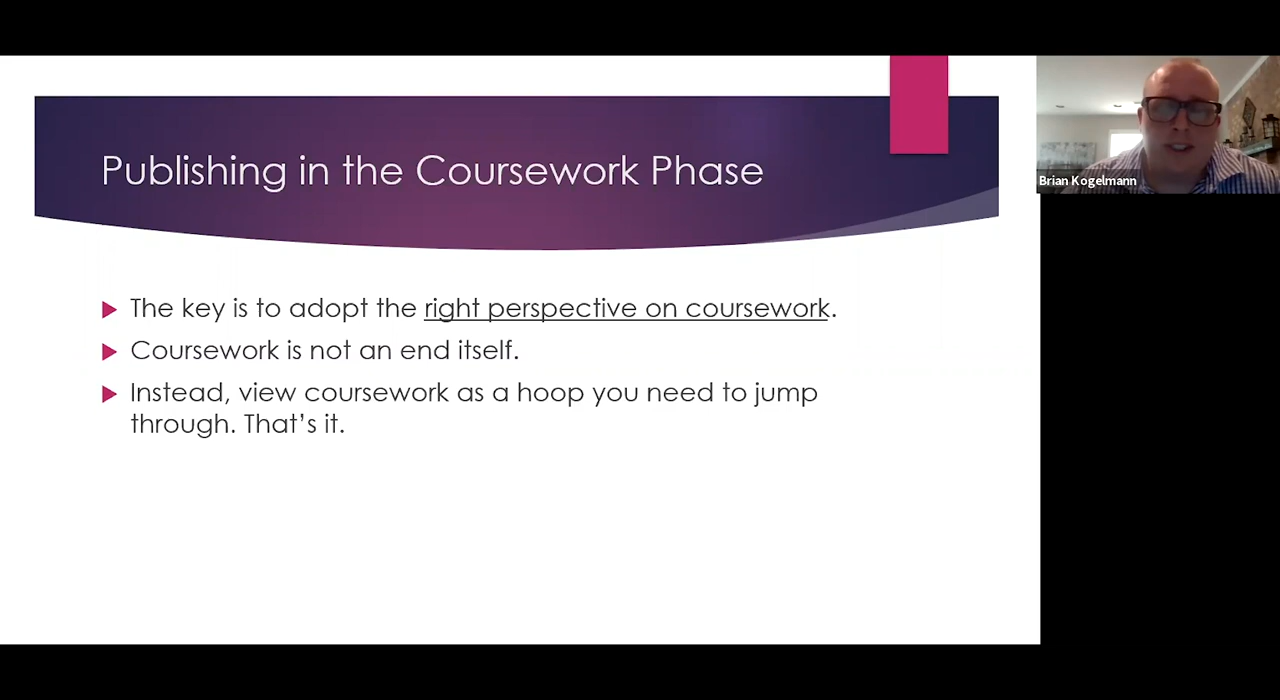 Publishing in the Coursework Phase
The key is to adopt the right perspective on coursework.
Coursework is not an end itself.
Instead, view coursework as a hoop you need to jump
through. That’s it.
Brian Kogelmann